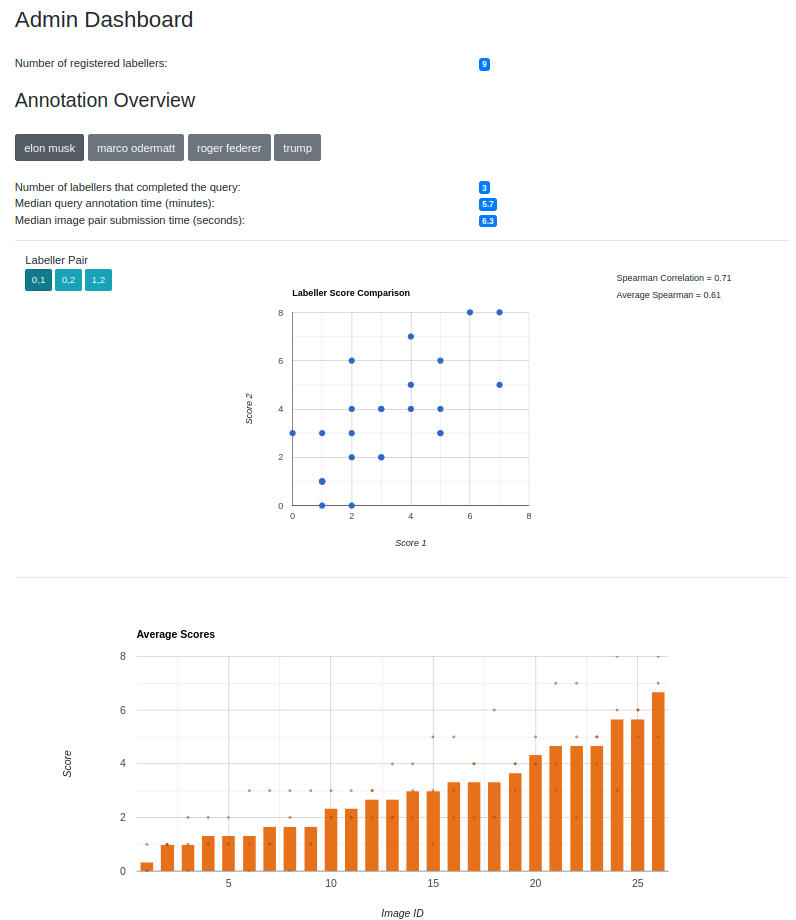 Admin Dashboard
Number of registered labellers: 9
Annotation Overview
elon musk marco odermatt roger federer trump
Number of labellers that completed the query: 3
Median query annotation time (minutes): 5.7
Median image pair submission time (seconds): 6.3
Labeller Pair
0,1 0,2 1,2
Spearman Correlation = 0.71
Average Spearman = 0.61
Labeller Score Comparison
8
6
4
2
0
Score 2
0 2 4 6 8
Score 1
Average Scores
8
6
4
2
0
Score
5 10 15 20 25
Image ID